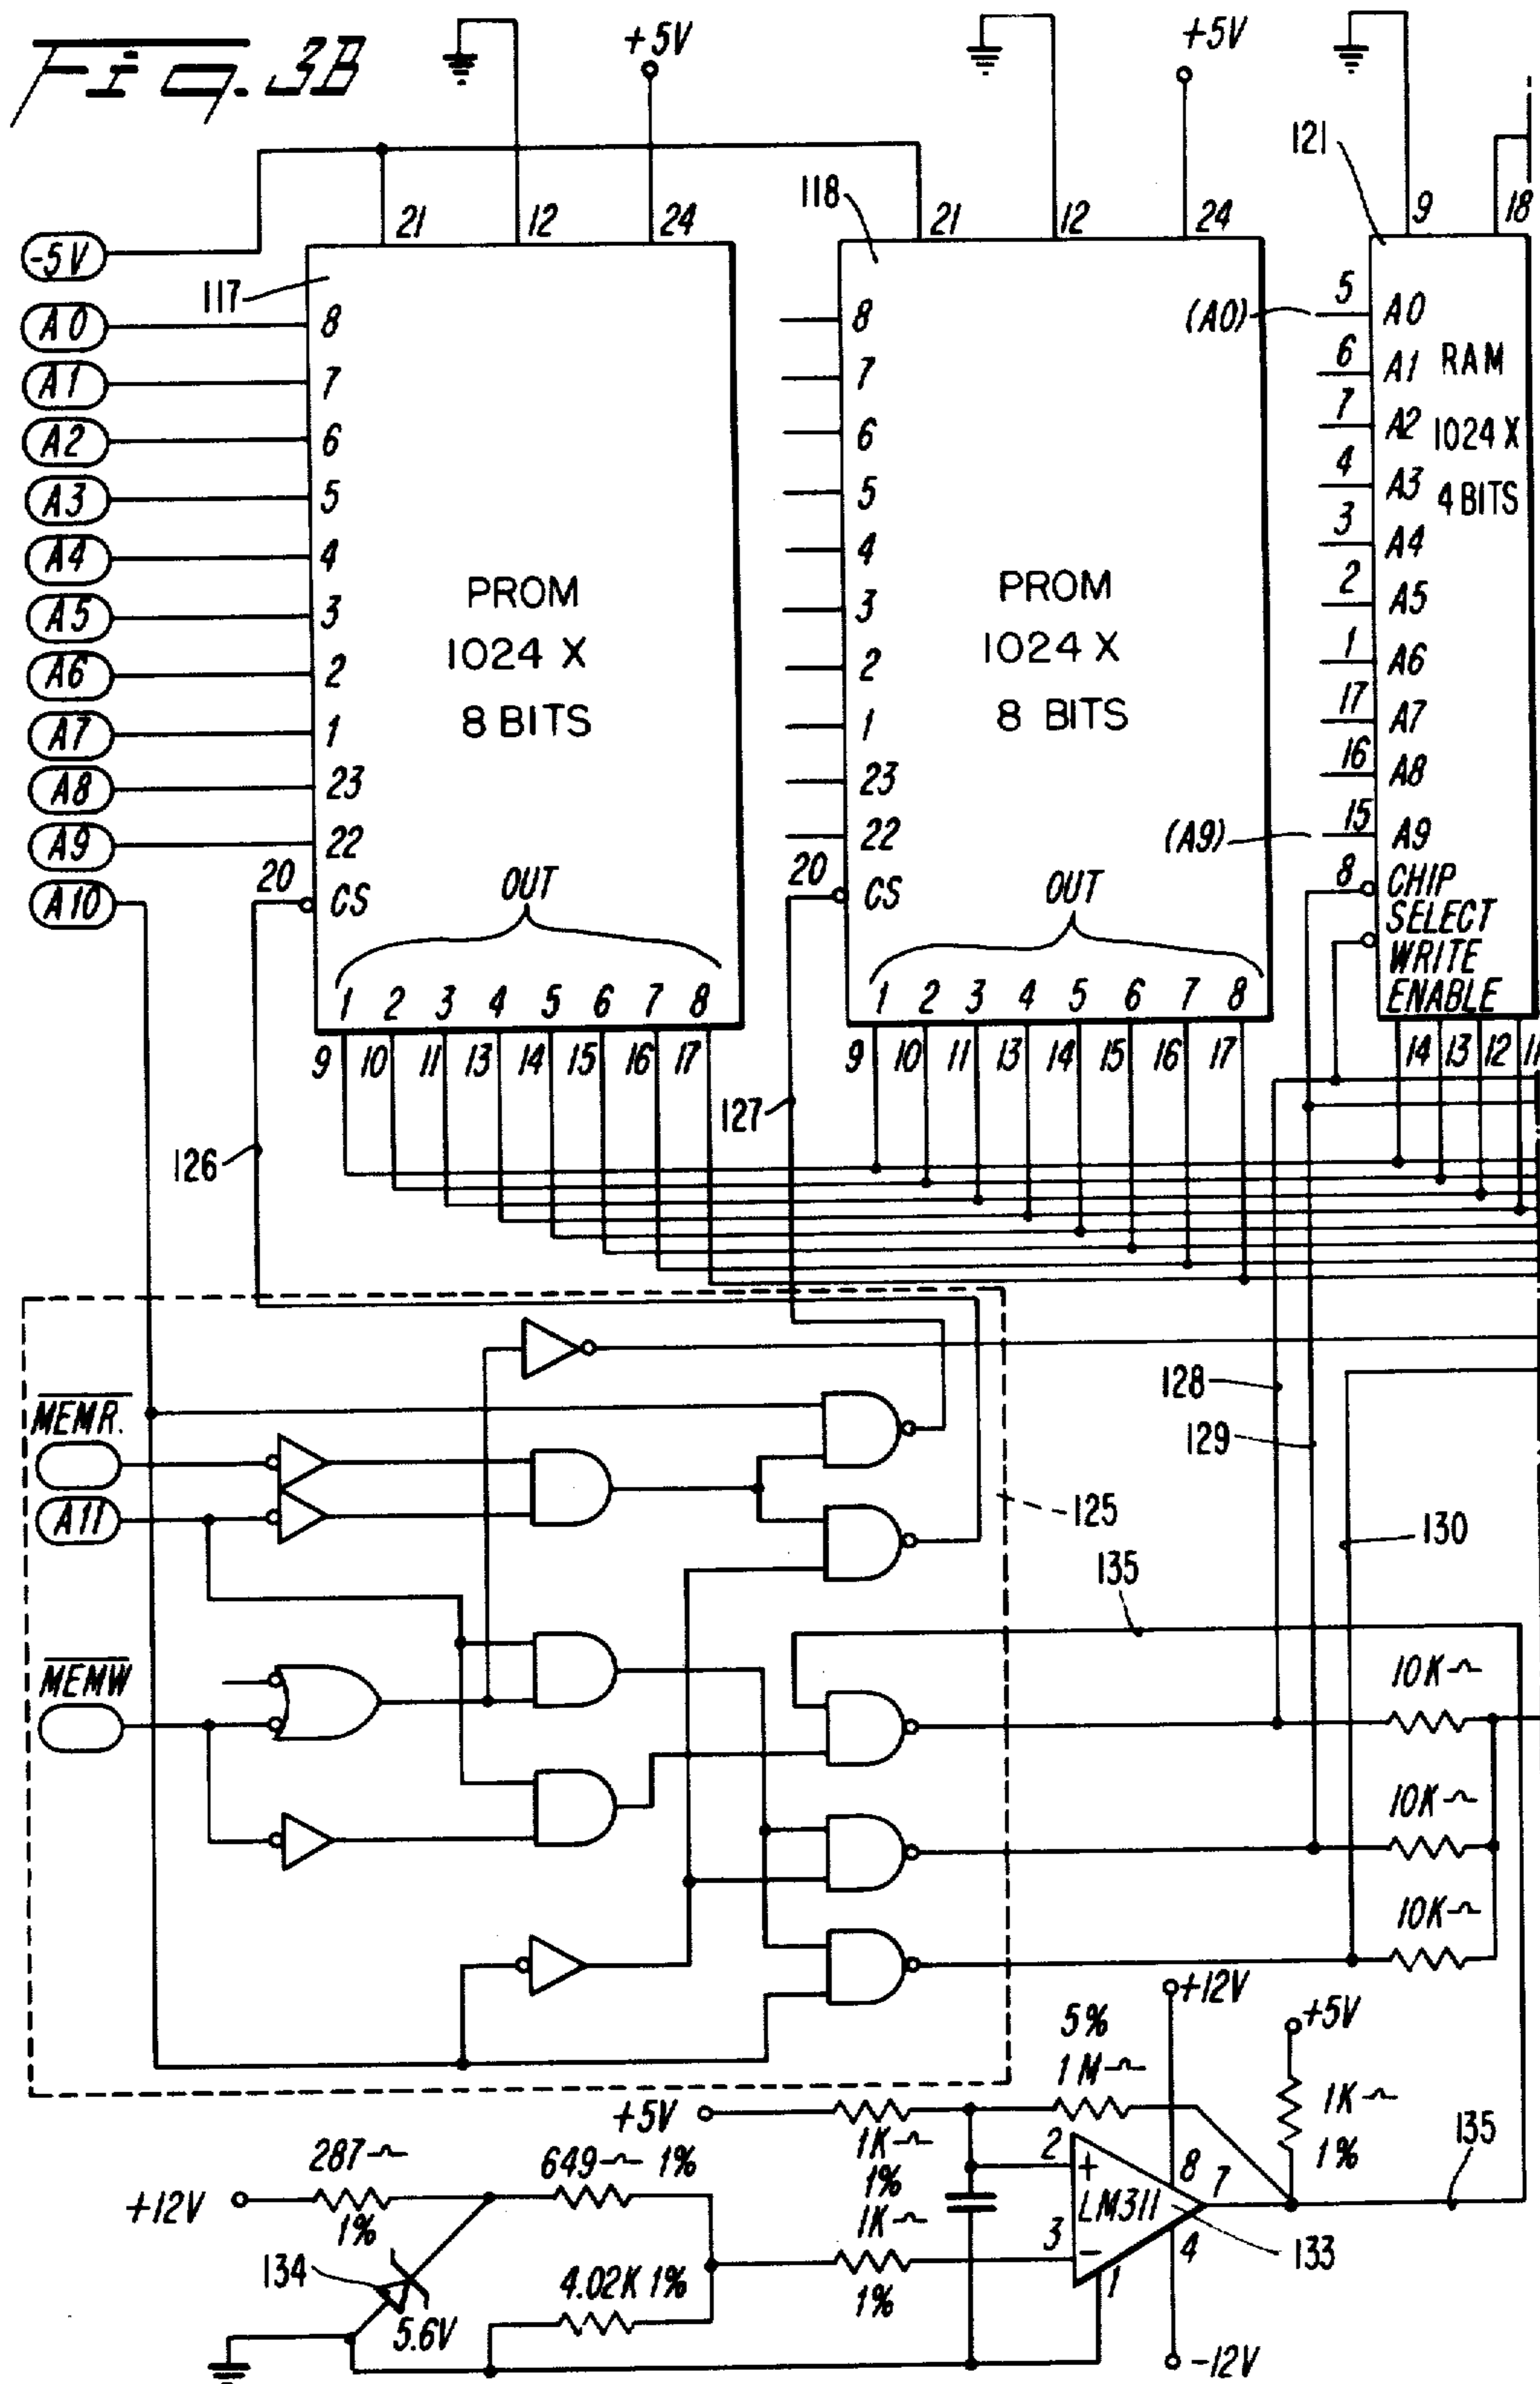 Fig. 3B
+5V
+5V
121
118
21
12
24
21
12
24
9
18
-5V
117
A0
8
8
(A0)
5
A0
A1
7
7
6
A1
RAM
A2
6
6
7
A2
1024 X
A3
5
5
4
A3
4 BITS
A4
4
4
3
A4
A5
3
PROM
3
PROM
2
A5
A6
2
1024 X
2
1024 X
1
A6
A7
1
8 BITS
1
8 BITS
17
A7
A8
23
23
16
A8
A9
22
22
(A9)
15
A9
A10
20
CS
OUT
20
CS
OUT
8
CHIP
SELECT
WRITE
ENABLE
1 2 3 4 5 6 7 8
1 2 3 4 5 6 7 8
9 10 11 13 14 15 16 17
9 10 11 13 14 15 16 17
14 13 12 11
126
127
128
129
MEMR.
A11
125
130
135
MEMW
10K
10K
10K
+12V
+5V
5%
1M
1K
1%
+5V
1K
1%
2
+
8
7
135
287
1%
649 1%
+12V
1K
1%
LM311
3
-
4
1
133
134
5.6V
4.02K 1%
-12V